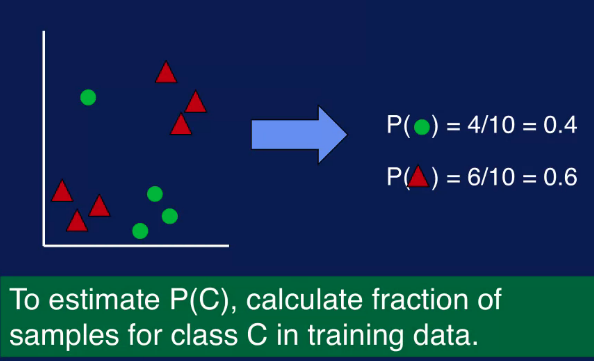 P(●) = 4/10 = 0.4
P(▲) = 6/10 = 0.6
To estimate P(C), calculate fraction of
samples for class C in training data.